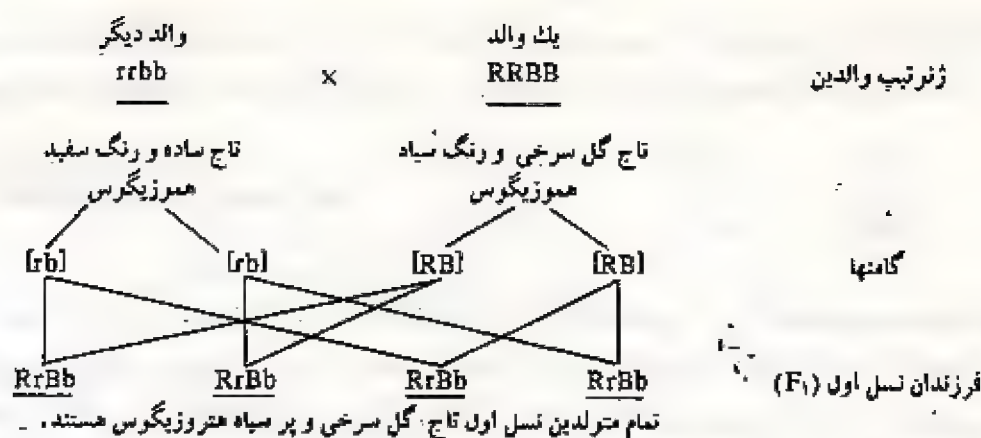 یك والد والد دیگر
ژنرتیپ والدین RRBB × rrbb
تاج گل سرخی و رنگ سیاه تاج ساده و رنگ سفید
هموزیگوس هموزیگوس
گامتها [RB] [RB] [rb] [rb]
فرزندان نسل اول (F₁) RrBb RrBb RrBb RrBb
تمام متولدین نسل اول تاج گل سرخی و پر سیاه هتروزیگوس هستند.